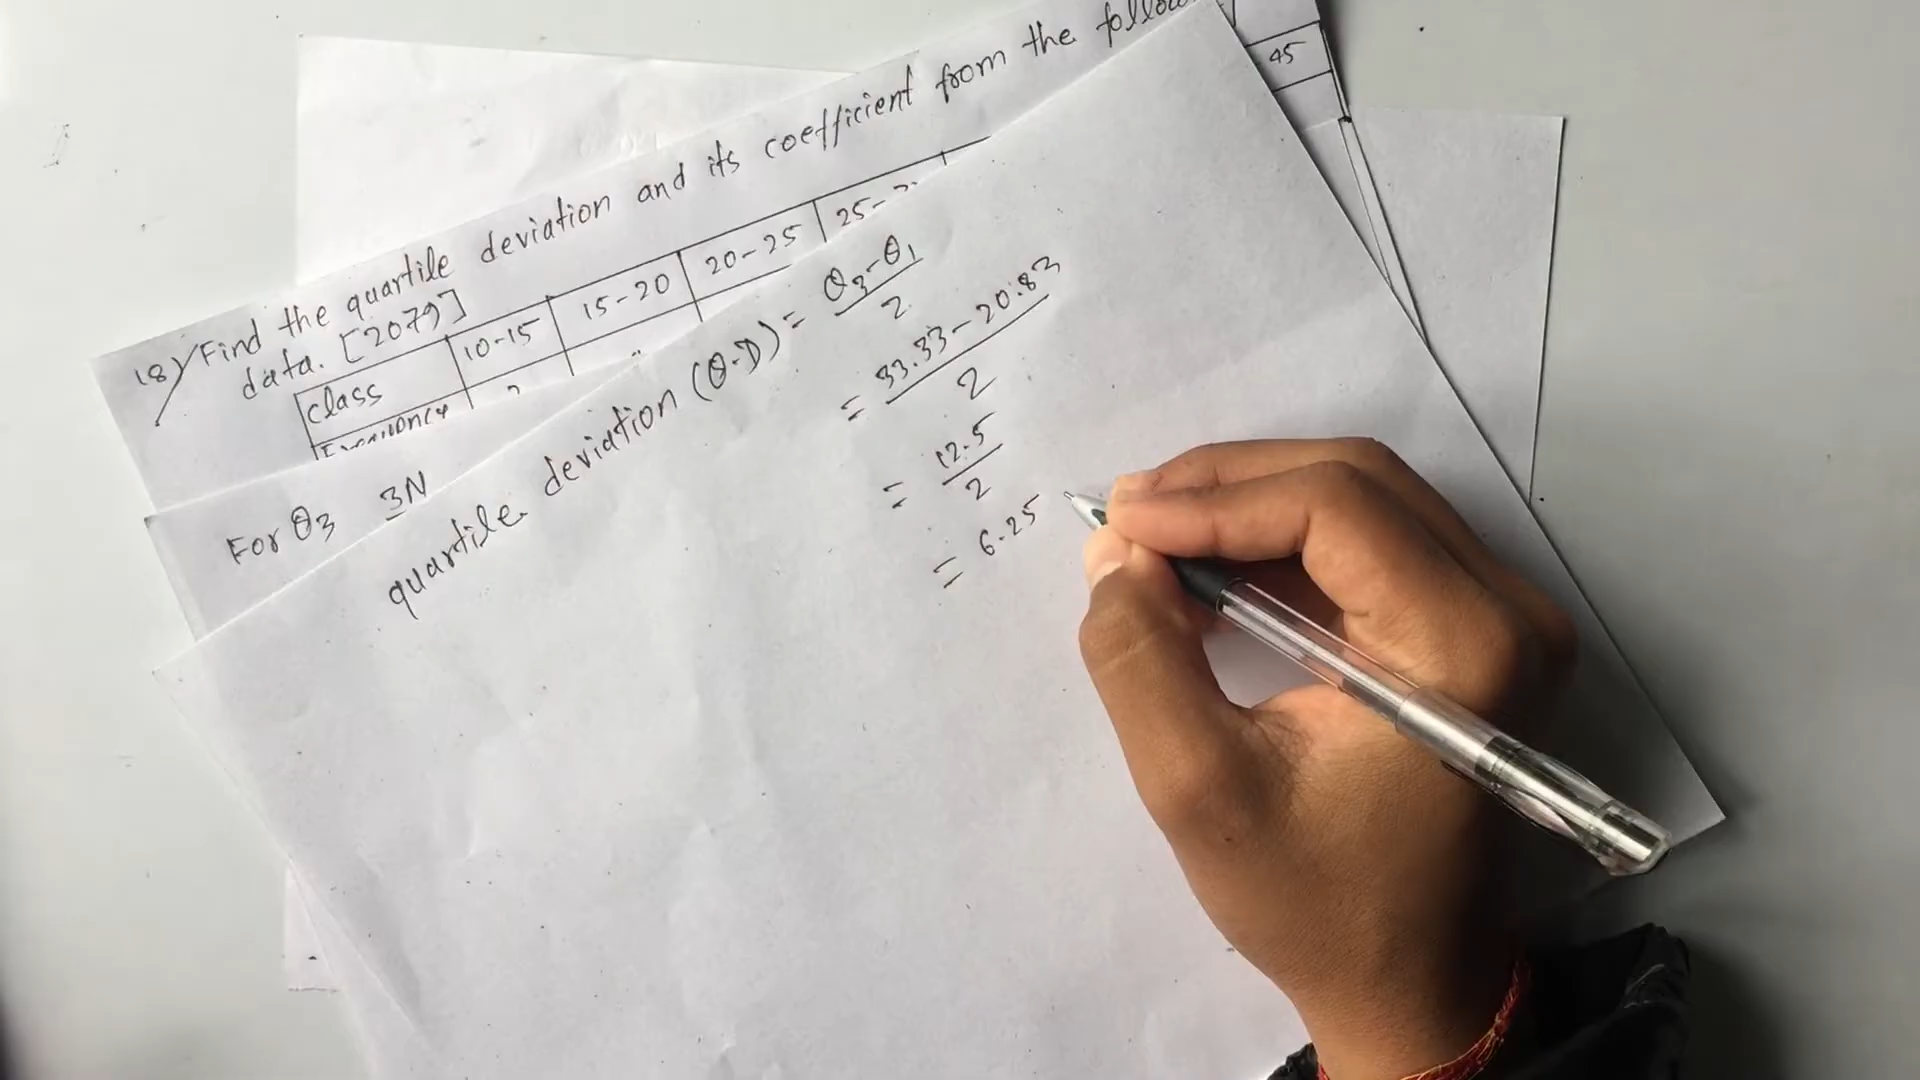 18) Find the quartile deviation and its coefficient from the
data. [2079]
class 10-15 15-20 20-25 25-
45
For Q3 3N
quartile deviation (Q.D) = Q3-Q1 / 2
= 33.33-20.83 / 2
= 12.5 / 2
= 6.25